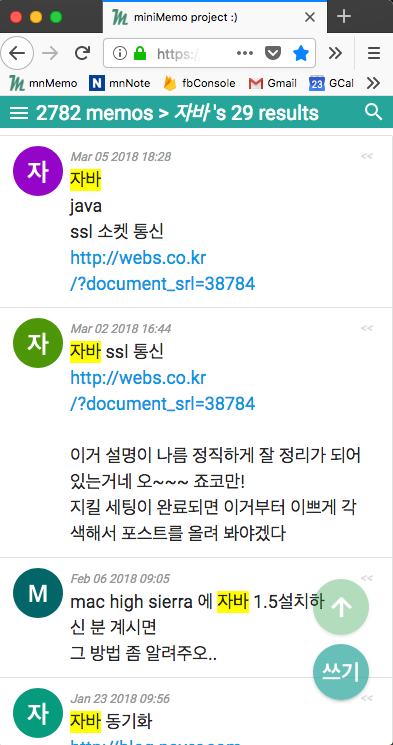 miniMemo project :)
https:/
mnMemo mnNote fbConsole Gmail GCal
2782 memos > 자바 's 29 results
Mar 05 2018 18:28 <<
자
자바
java
ssl 소켓 통신
http://webs.co.kr
/?document_srl=38784
Mar 02 2018 16:44 <<
자
자바 ssl 통신
http://webs.co.kr
/?document_srl=38784
이거 설명이 나름 정직하게 잘 정리가 되어
있는거네 오~~~ 죠코만!
지킬 세팅이 완료되면 이거부터 이쁘게 각
색해서 포스트를 올려 봐야겠다
Feb 06 2018 09:05 <<
M
mac high sierra 에 자바 1.5설치하
신 분 계시면
그 방법 좀 알려주오..
쓰기
Jan 23 2018 09:56 <<
자
자바 동기화